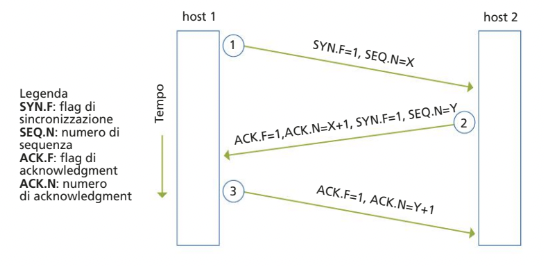 host 1
host 2
1
SYN.F=1, SEQ.N=X
Legenda
SYN.F: flag di
sincronizzazione
SEQ.N: numero di
sequenza
ACK.F: flag di
acknowledgment
ACK.N: numero
di acknowledgment
Tempo
2
ACK.F=1,ACK.N=X+1, SYN.F=1, SEQ.N=Y
3
ACK.F=1, ACK.N=Y+1